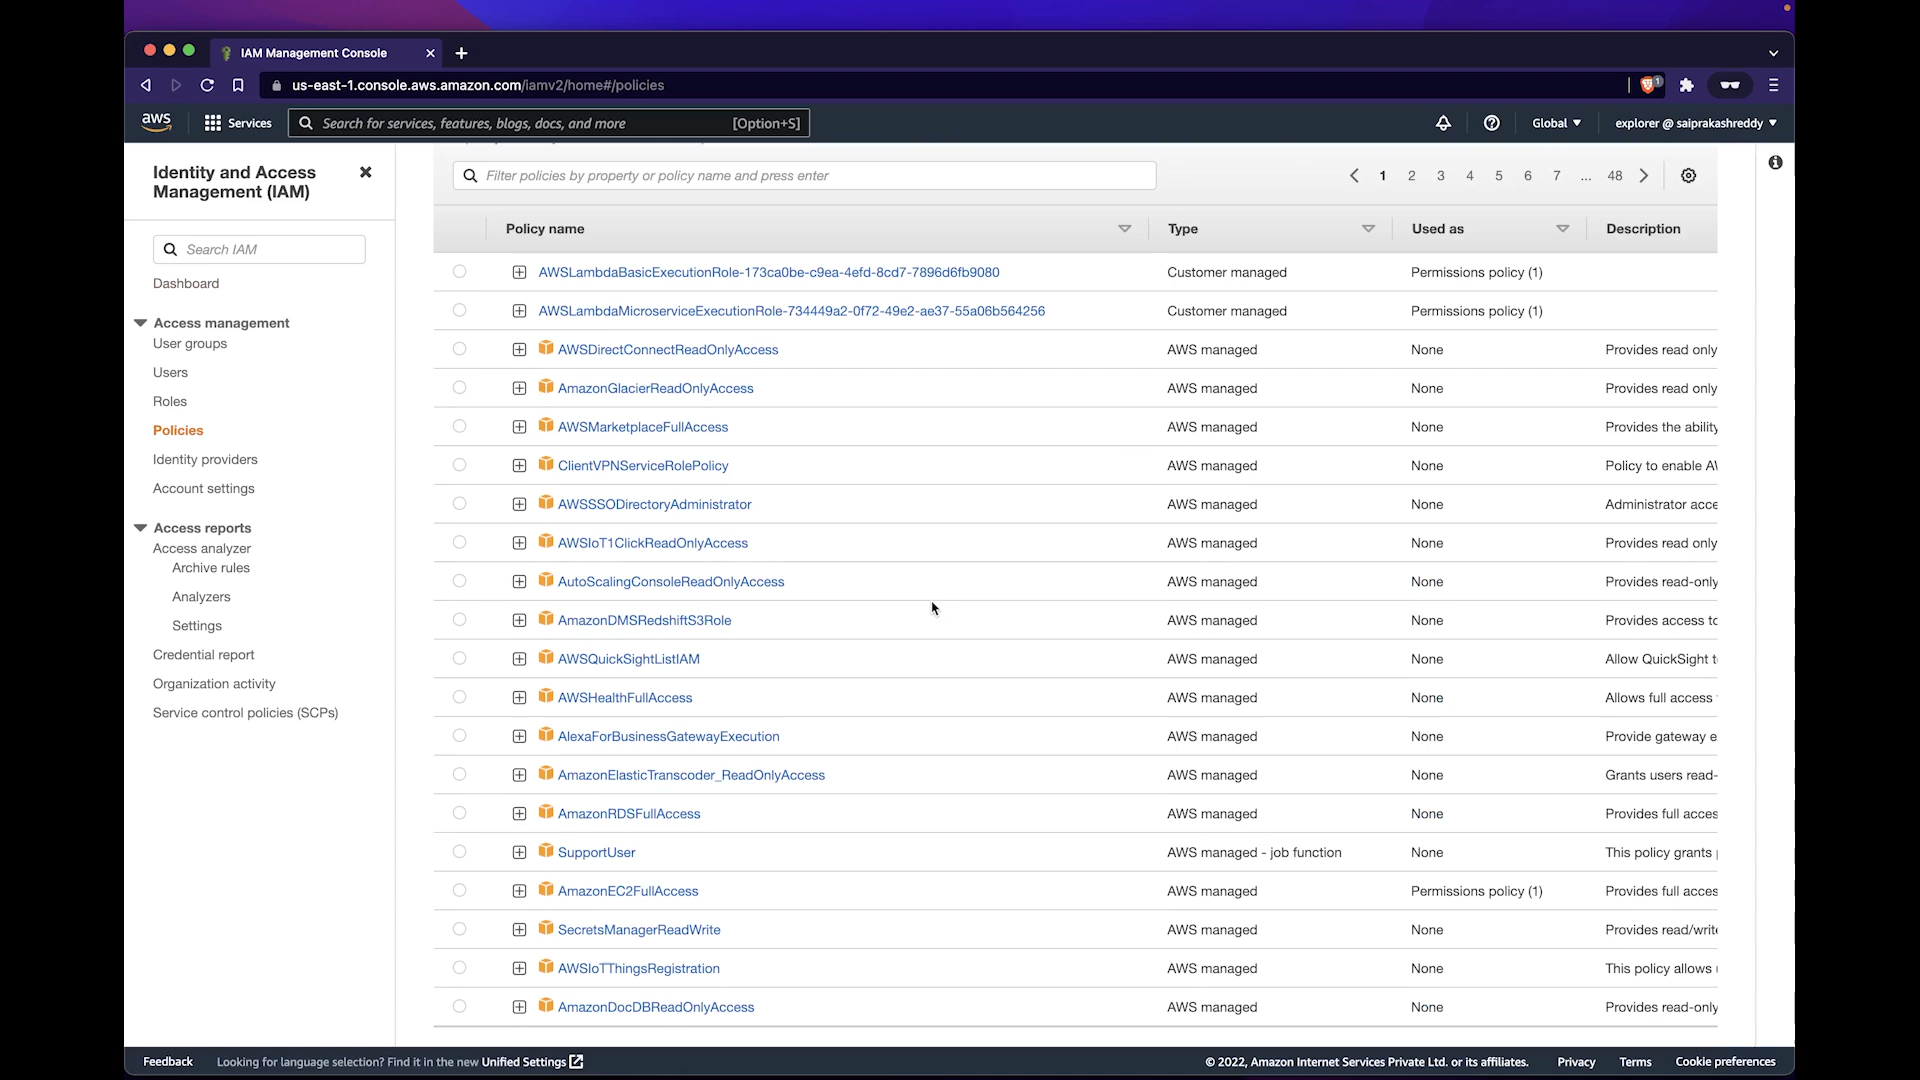 IAM Management Console
us-east-1.console.aws.amazon.com/iamv2/home#/policies
1
aws
Services
Search for services, features, blogs, docs, and more
[Option+S]
Global
explorer @ saiprakashreddy
Identity and Access
Management (IAM)
Search IAM
Dashboard
Access management
User groups
Users
Roles
Policies
Identity providers
Account settings
Access reports
Access analyzer
Archive rules
Analyzers
Settings
Credential report
Organization activity
Service control policies (SCPs)
Filter policies by property or policy name and press enter
1 2 3 4 5 6 7 ... 48
Policy name Type Used as Description
AWSLambdaBasicExecutionRole-173ca0be-c9ea-4efd-8cd7-7896d6fb9080 Customer managed Permissions policy (1)
AWSLambdaMicroserviceExecutionRole-734449a2-0f72-49e2-ae37-55a06b564256 Customer managed Permissions policy (1)
AWSDirectConnectReadOnlyAccess AWS managed None Provides read only
AmazonGlacierReadOnlyAccess AWS managed None Provides read only
AWSMarketplaceFullAccess AWS managed None Provides the ability
ClientVPNServiceRolePolicy AWS managed None Policy to enable
AWSSSODirectoryAdministrator AWS managed None Administrator acce
AWSIoT1ClickReadOnlyAccess AWS managed None Provides read only
AutoScalingConsoleReadOnlyAccess AWS managed None Provides read-only
AmazonDMSRedshiftS3Role AWS managed None Provides access to
AWSQuickSightListIAM AWS managed None Allow QuickSight t
AWSHealthFullAccess AWS managed None Allows full access
AlexaForBusinessGatewayExecution AWS managed None Provide gateway e
AmazonElasticTranscoder_ReadOnlyAccess AWS managed None Grants users read-
AmazonRDSFullAccess AWS managed None Provides full acces
SupportUser AWS managed - job function None This policy grants
AmazonEC2FullAccess AWS managed Permissions policy (1) Provides full acces
SecretsManagerReadWrite AWS managed None Provides read/write
AWSIoTThingsRegistration AWS managed None This policy allows
AmazonDocDBReadOnlyAccess AWS managed None Provides read-only
Feedback
Looking for language selection? Find it in the new Unified Settings
© 2022, Amazon Internet Services Private Ltd. or its affiliates.
Privacy
Terms
Cookie preferences